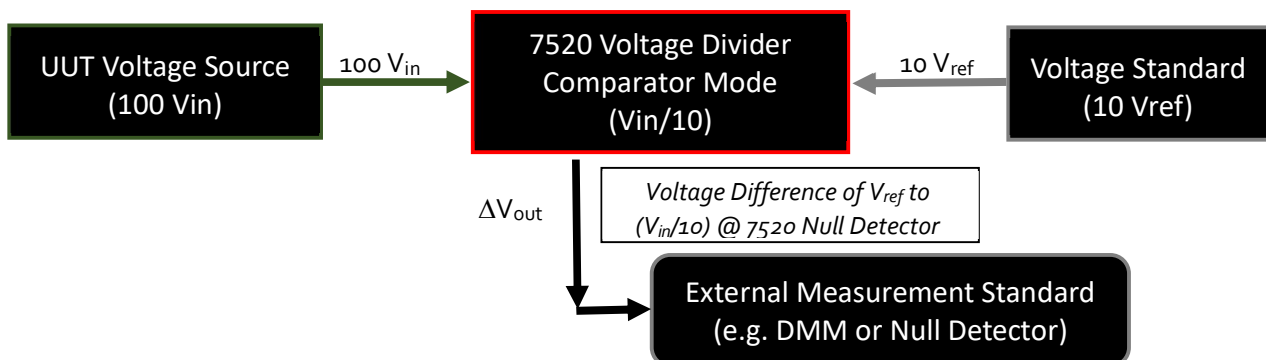 UUT Voltage Source
(100 Vin)
100 Vin
7520 Voltage Divider
Comparator Mode
(Vin/10)
10 Vref
Voltage Standard
(10 Vref)
ΔVout
Voltage Difference of Vref to
(Vin/10) @ 7520 Null Detector
External Measurement Standard
(e.g. DMM or Null Detector)